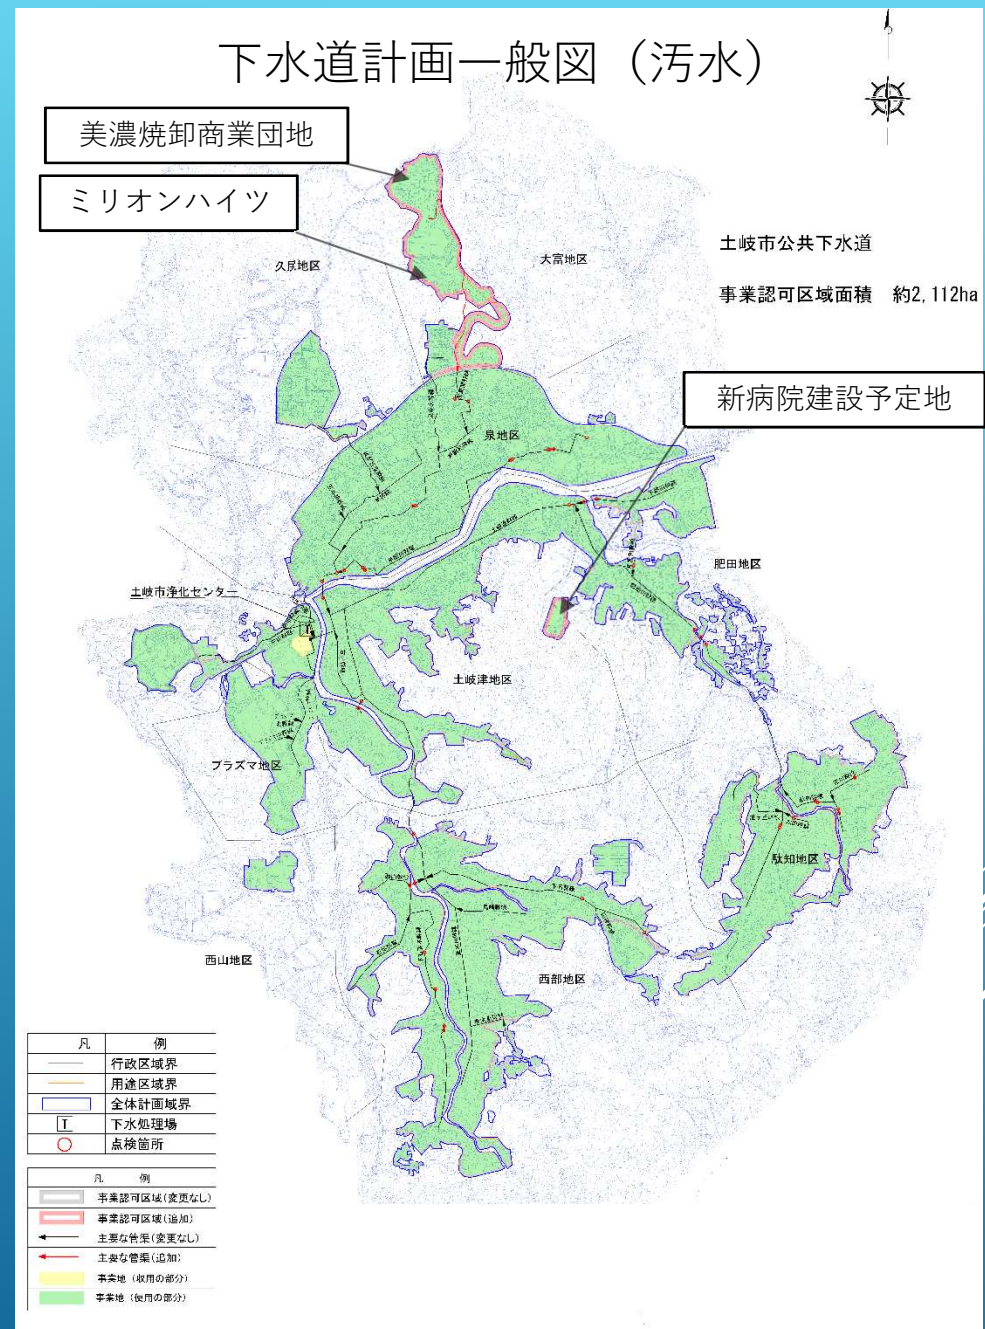 下水道計画一般図（汚水）
美濃焼卸商業団地
ミリオンハイツ
久尻地区
大富地区
土岐市公共下水道
事業認可区域面積 約2,112ha
新病院建設予定地
泉地区
肥田地区
土岐市浄化センター
土岐津地区
プラズマ地区
駄知地区
西山地区
西部地区
凡 例
行政区域界
用途区域界
全体計画域界
T 下水処理場
点検箇所
凡 例
事業認可区域(変更なし)
事業認可区域(追加)
主要な管渠(変更なし)
主要な管渠(追加)
事業地（収用の部分）
事業地（使用の部分）